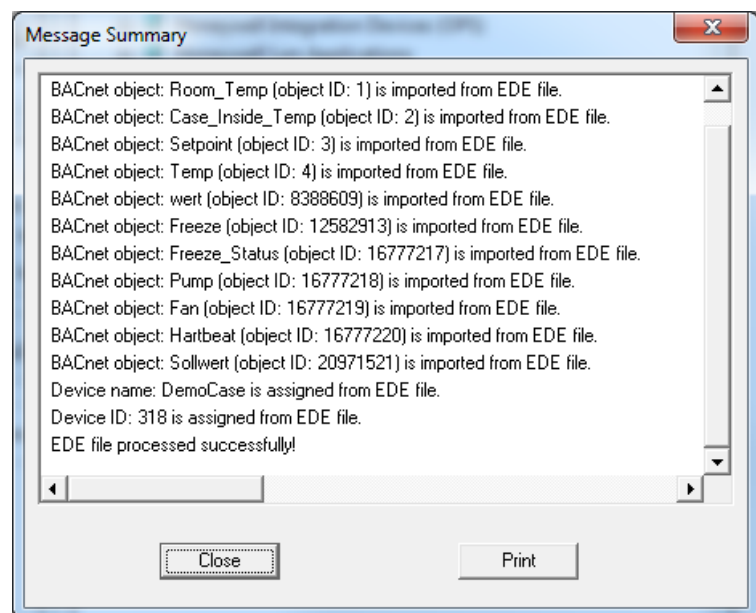 Message Summary
BACnet object: Room_Temp (object ID: 1) is imported from EDE file.
BACnet object: Case_Inside_Temp (object ID: 2) is imported from EDE file.
BACnet object: Setpoint (object ID: 3) is imported from EDE file.
BACnet object: Temp (object ID: 4) is imported from EDE file.
BACnet object: wert (object ID: 8388609) is imported from EDE file.
BACnet object: Freeze (object ID: 12582913) is imported from EDE file.
BACnet object: Freeze_Status (object ID: 16777217) is imported from EDE file.
BACnet object: Pump (object ID: 16777218) is imported from EDE file.
BACnet object: Fan (object ID: 16777219) is imported from EDE file.
BACnet object: Hartbeat (object ID: 16777220) is imported from EDE file.
BACnet object: Sollwert (object ID: 20971521) is imported from EDE file.
Device name: DemoCase is assigned from EDE file.
Device ID: 318 is assigned from EDE file.
EDE file processed successfully!
Close
Print